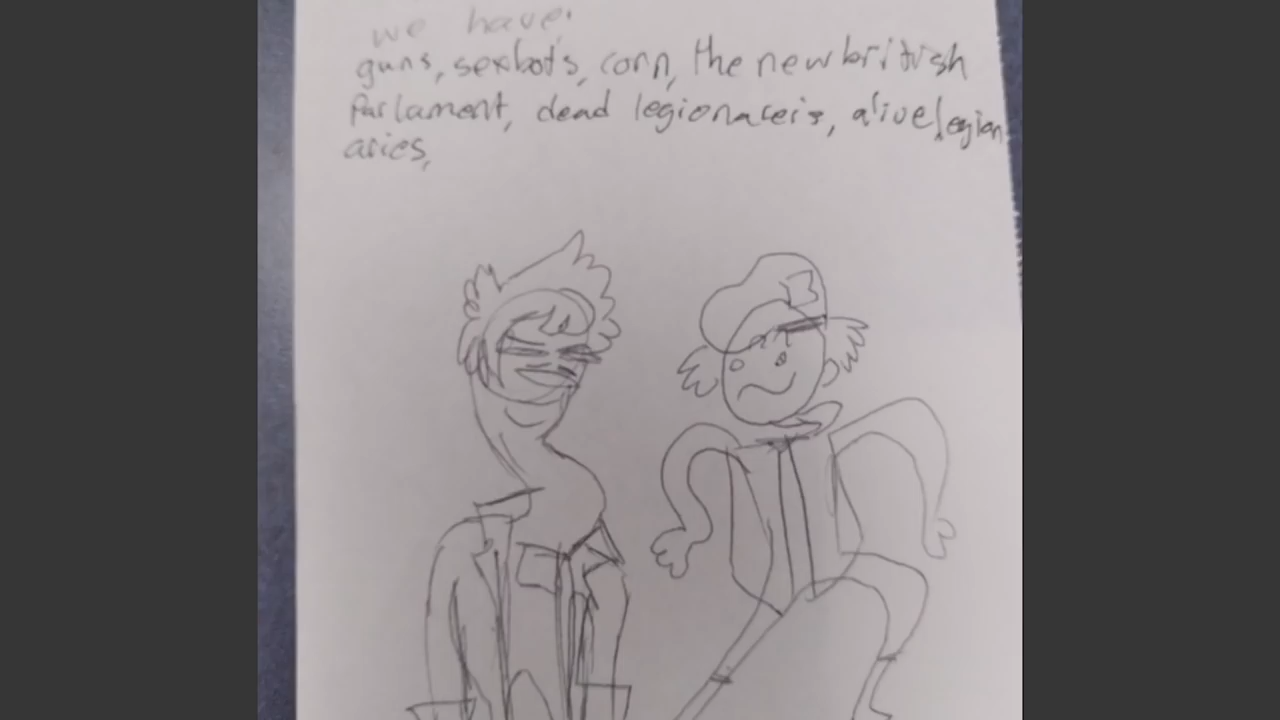 we have:
guns, sexbots, corn, the new british
Parlament, dead legionaceis, alive legion
aries,